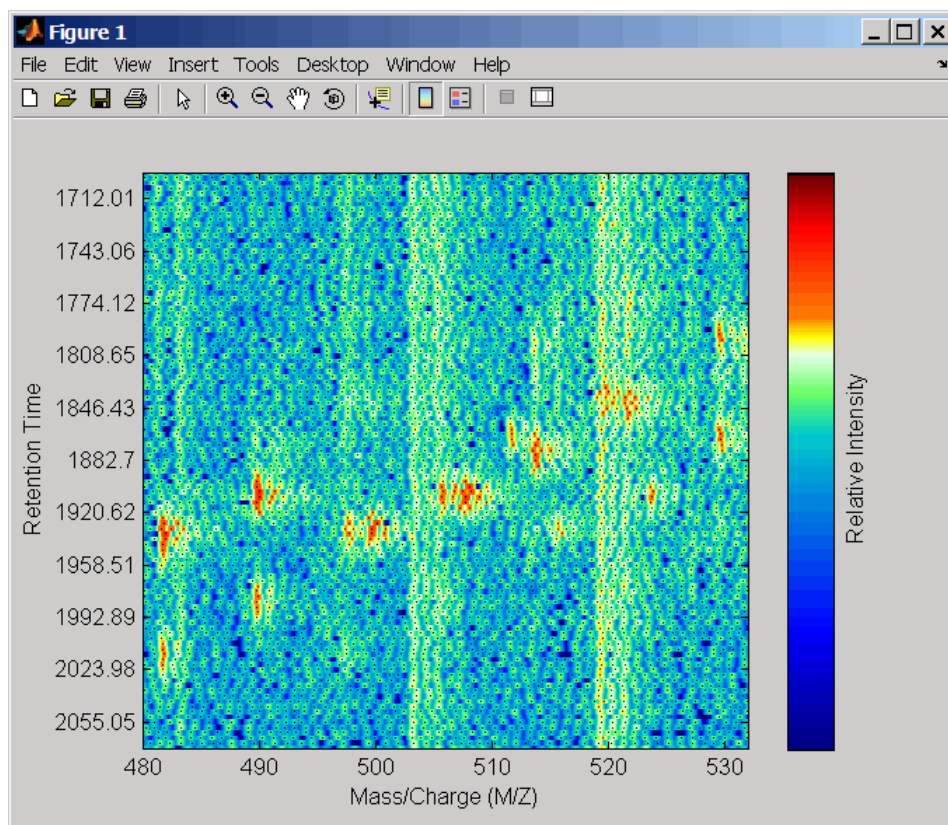 Figure 1
File Edit View Insert Tools Desktop Window Help
1712.01
1743.06
1774.12
1808.65
1846.43
1882.7
1920.62
1958.51
1992.89
2023.98
2055.05
Retention Time
480 490 500 510 520 530
Mass/Charge (M/Z)
Relative Intensity